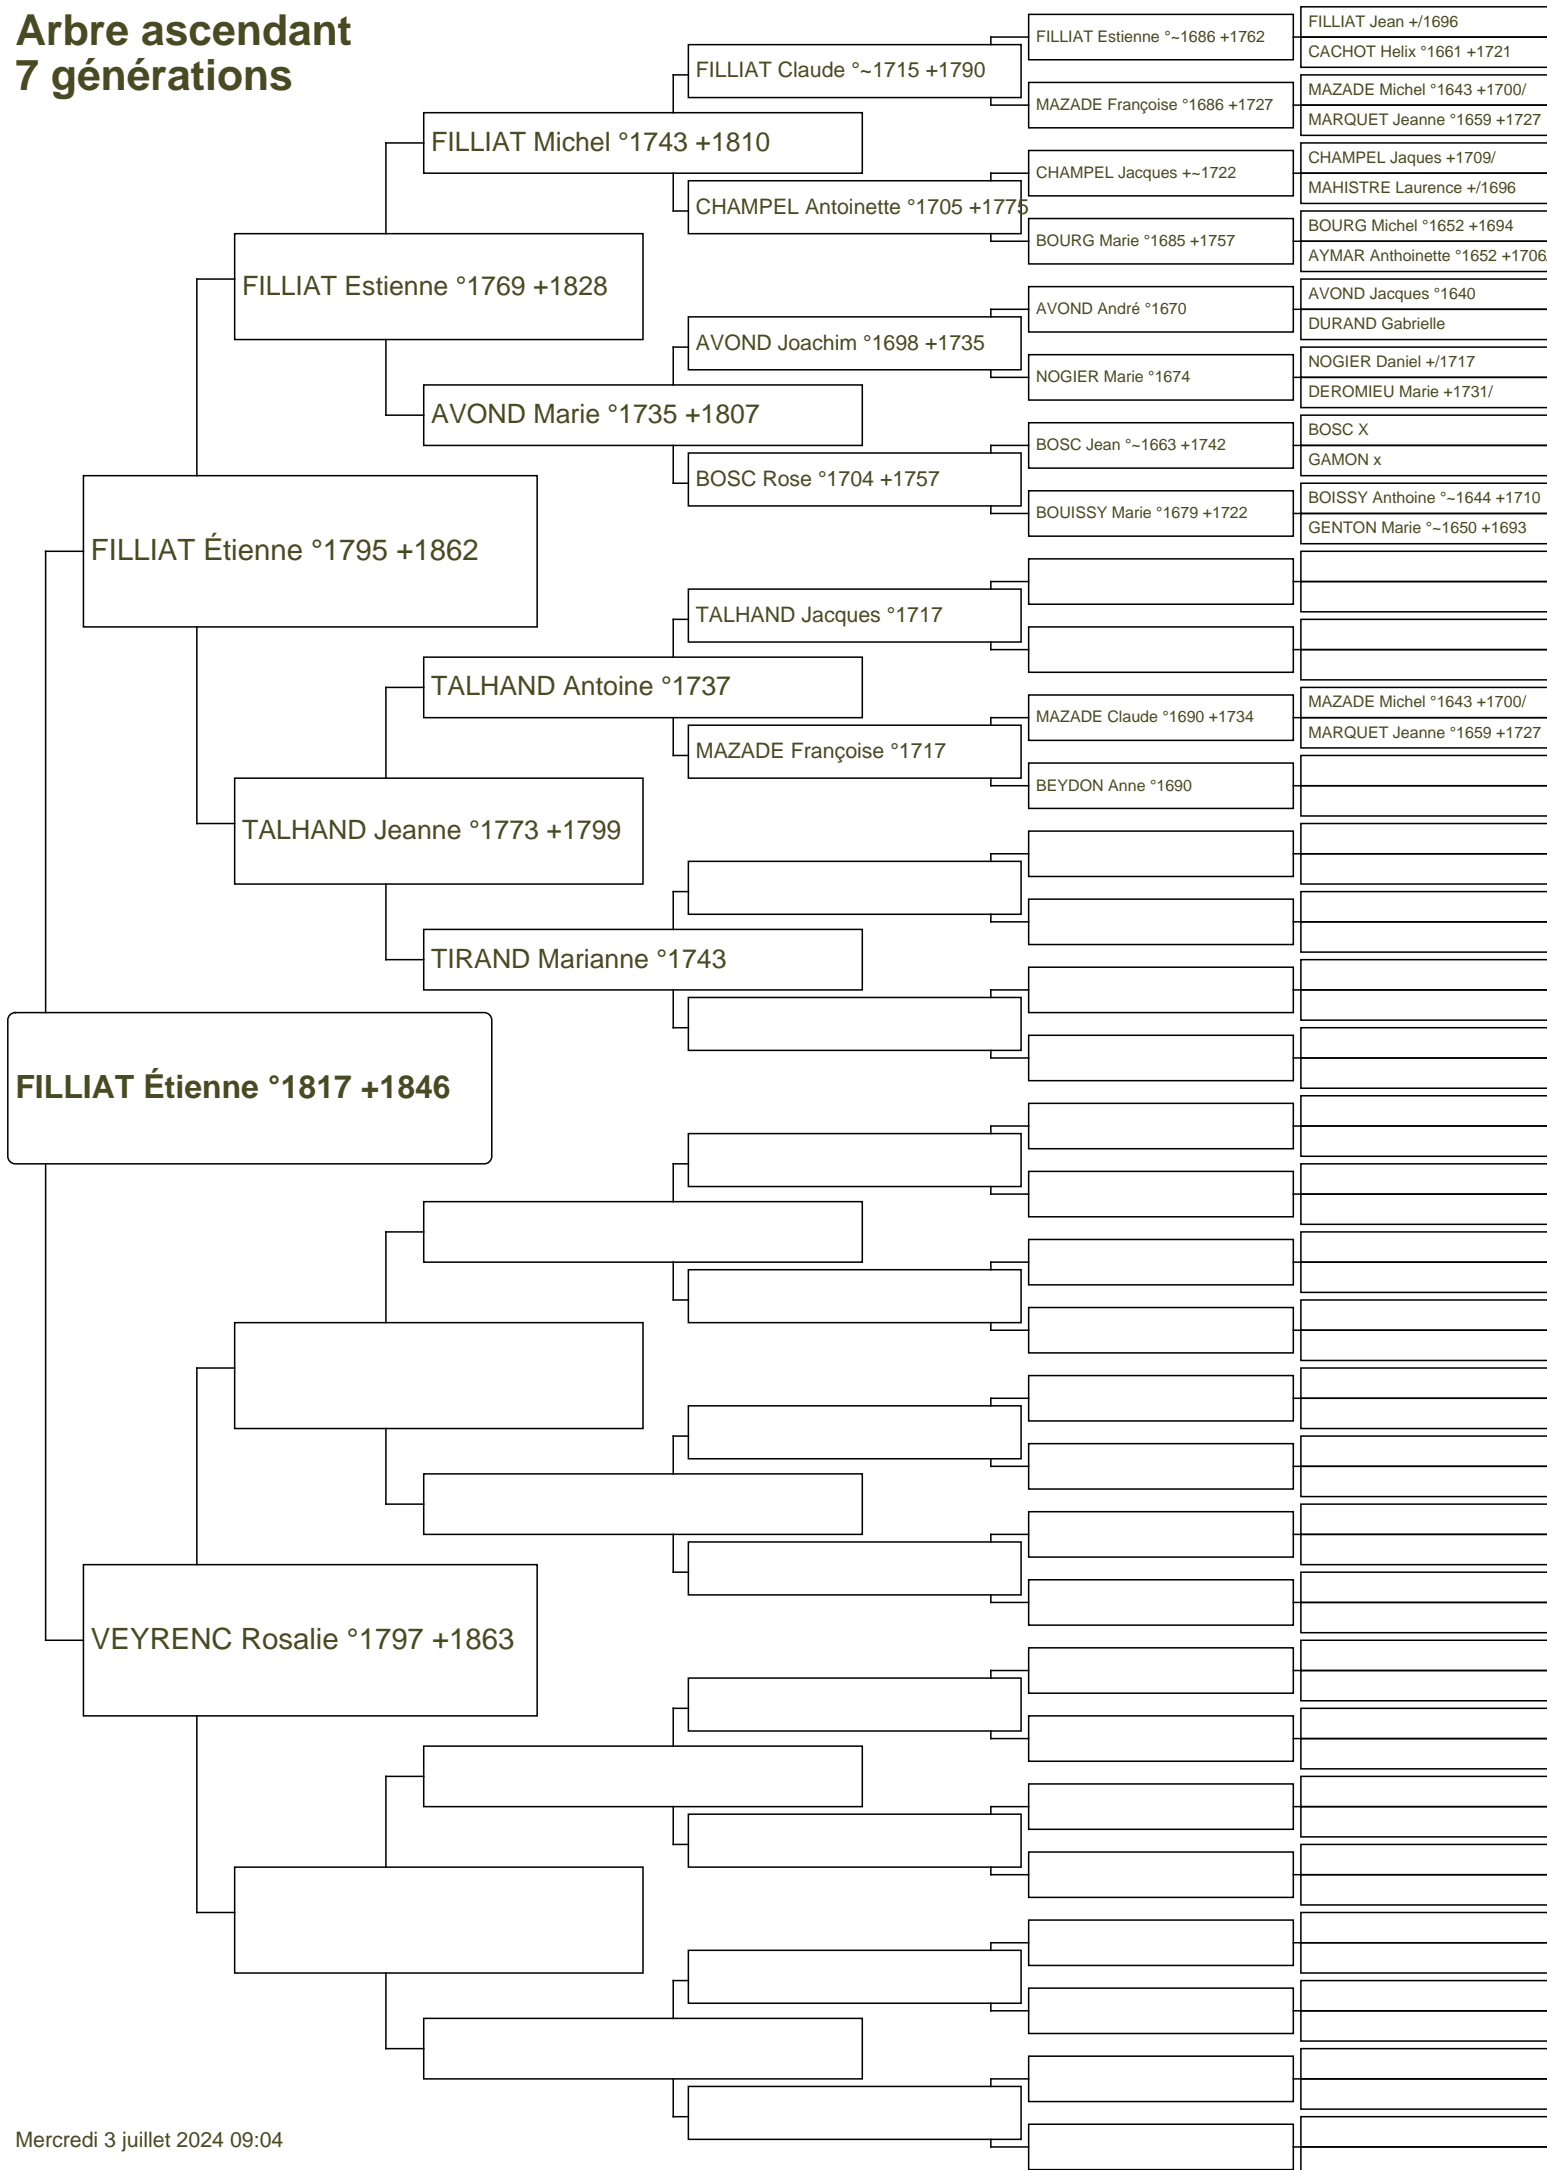 Arbre ascendant
7 générations
FILLIAT Étienne °1817 +1846
FILLIAT Étienne °1795 +1862
VEYRENC Rosalie °1797 +1863
FILLIAT Estienne °1769 +1828
TALHAND Jeanne °1773 +1799
FILLIAT Michel °1743 +1810
AVOND Marie °1735 +1807
TALHAND Antoine °1737
TIRAND Marianne °1743
FILLIAT Claude °~1715 +1790
CHAMPEL Antoinette °1705 +1775
AVOND Joachim °1698 +1735
BOSC Rose °1704 +1757
TALHAND Jacques °1717
MAZADE Françoise °1717
FILLIAT Estienne °~1686 +1762
MAZADE Françoise °1686 +1727
CHAMPEL Jacques +~1722
BOURG Marie °1685 +1757
AVOND André °1670
NOGIER Marie °1674
BOSC Jean °~1663 +1742
BOUISSY Marie °1679 +1722
MAZADE Claude °1690 +1734
BEYDON Anne °1690
FILLIAT Jean +/1696
CACHOT Helix °1661 +1721
MAZADE Michel °1643 +1700/
MARQUET Jeanne °1659 +1727
CHAMPEL Jaques +1709/
MAHISTRE Laurence +/1696
BOURG Michel °1652 +1694
AYMAR Anthoinette °1652 +1706/
AVOND Jacques °1640
DURAND Gabrielle
NOGIER Daniel +/1717
DEROMIEU Marie +1731/
BOSC X
GAMON x
BOISSY Anthoine °~1644 +1710
GENTON Marie °~1650 +1693
MAZADE Michel °1643 +1700/
MARQUET Jeanne °1659 +1727
Mercredi 3 juillet 2024 09:04